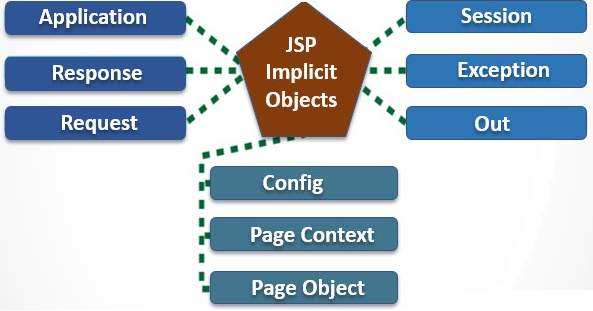 Application
Response
Request
JSP
Implicit
Objects
Session
Exception
Out
Config
Page Context
Page Object